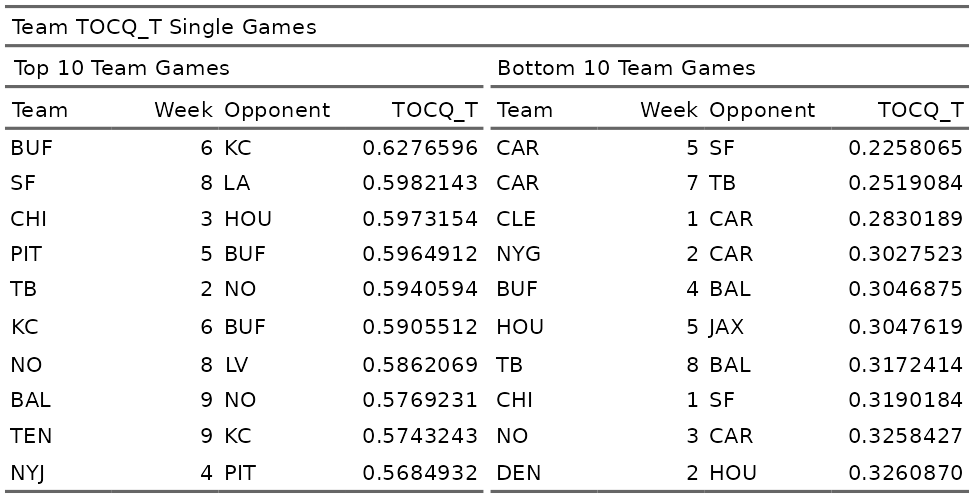 Team TOCQ_T Single Games
Top 10 Team Games Bottom 10 Team Games
Team Week Opponent TOCQ_T Team Week Opponent TOCQ_T
BUF 6 KC 0.6276596 CAR 5 SF 0.2258065
SF 8 LA 0.5982143 CAR 7 TB 0.2519084
CHI 3 HOU 0.5973154 CLE 1 CAR 0.2830189
PIT 5 BUF 0.5964912 NYG 2 CAR 0.3027523
TB 2 NO 0.5940594 BUF 4 BAL 0.3046875
KC 6 BUF 0.5905512 HOU 5 JAX 0.3047619
NO 8 LV 0.5862069 TB 8 BAL 0.3172414
BAL 9 NO 0.5769231 CHI 1 SF 0.3190184
TEN 9 KC 0.5743243 NO 3 CAR 0.3258427
NYJ 4 PIT 0.5684932 DEN 2 HOU 0.3260870